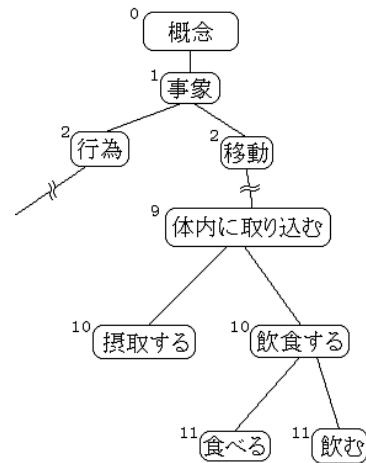 0 概念
1 事象
2 行為
2 移動
9 体内に取り込む
10 摂取する
10 飲食する
11 食べる
11 飲む